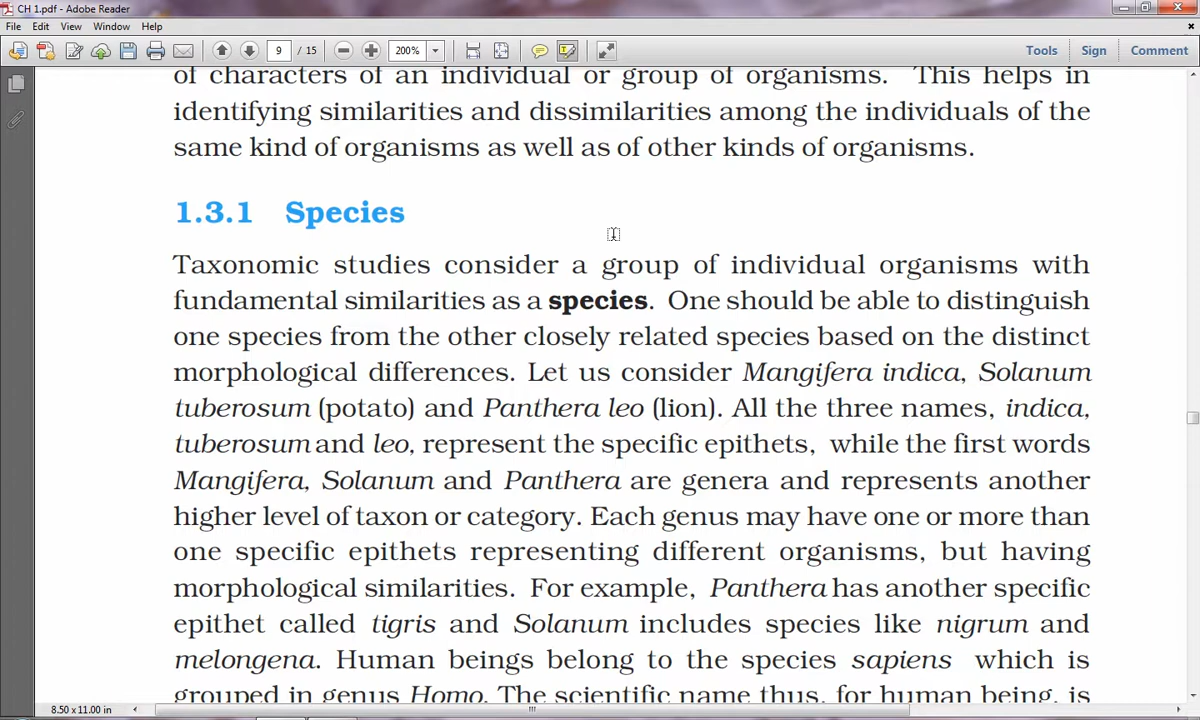 CH 1.pdf - Adobe Reader
File Edit View Window Help
9 / 15 200% Tools Sign Comment
of characters of an individual or group of organisms. This helps in
identifying similarities and dissimilarities among the individuals of the
same kind of organisms as well as of other kinds of organisms.
1.3.1 Species
Taxonomic studies consider a group of individual organisms with
fundamental similarities as a species. One should be able to distinguish
one species from the other closely related species based on the distinct
morphological differences. Let us consider Mangifera indica, Solanum
tuberosum (potato) and Panthera leo (lion). All the three names, indica,
tuberosum and leo, represent the specific epithets, while the first words
Mangifera, Solanum and Panthera are genera and represents another
higher level of taxon or category. Each genus may have one or more than
one specific epithets representing different organisms, but having
morphological similarities. For example, Panthera has another specific
epithet called tigris and Solanum includes species like nigrum and
melongena. Human beings belong to the species sapiens which is
grouped in genus Homo. The scientific name thus, for human being, is
8.50 x 11.00 in